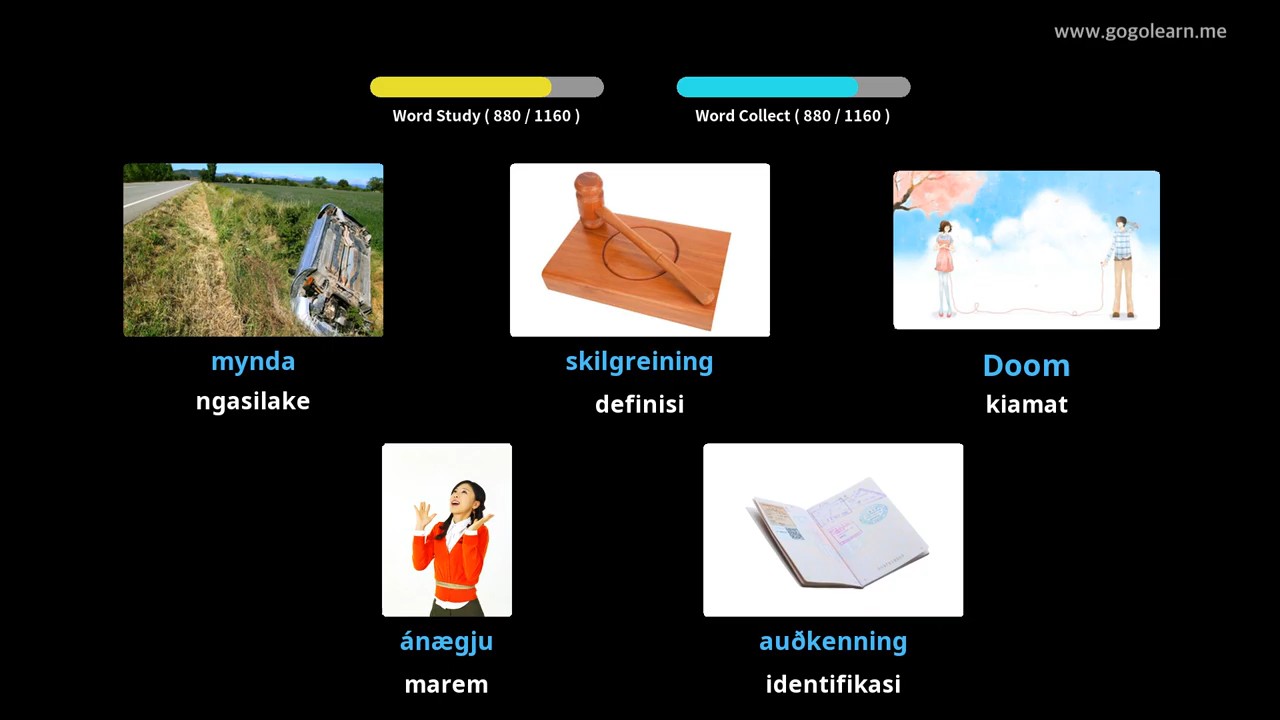 www.gogolearn.me
Word Study ( 880 / 1160 )
Word Collect ( 880 / 1160 )
mynda
ngasilake
skilgreining
definisi
Doom
kiamat
ánægju
marem
auðkenning
identifikasi